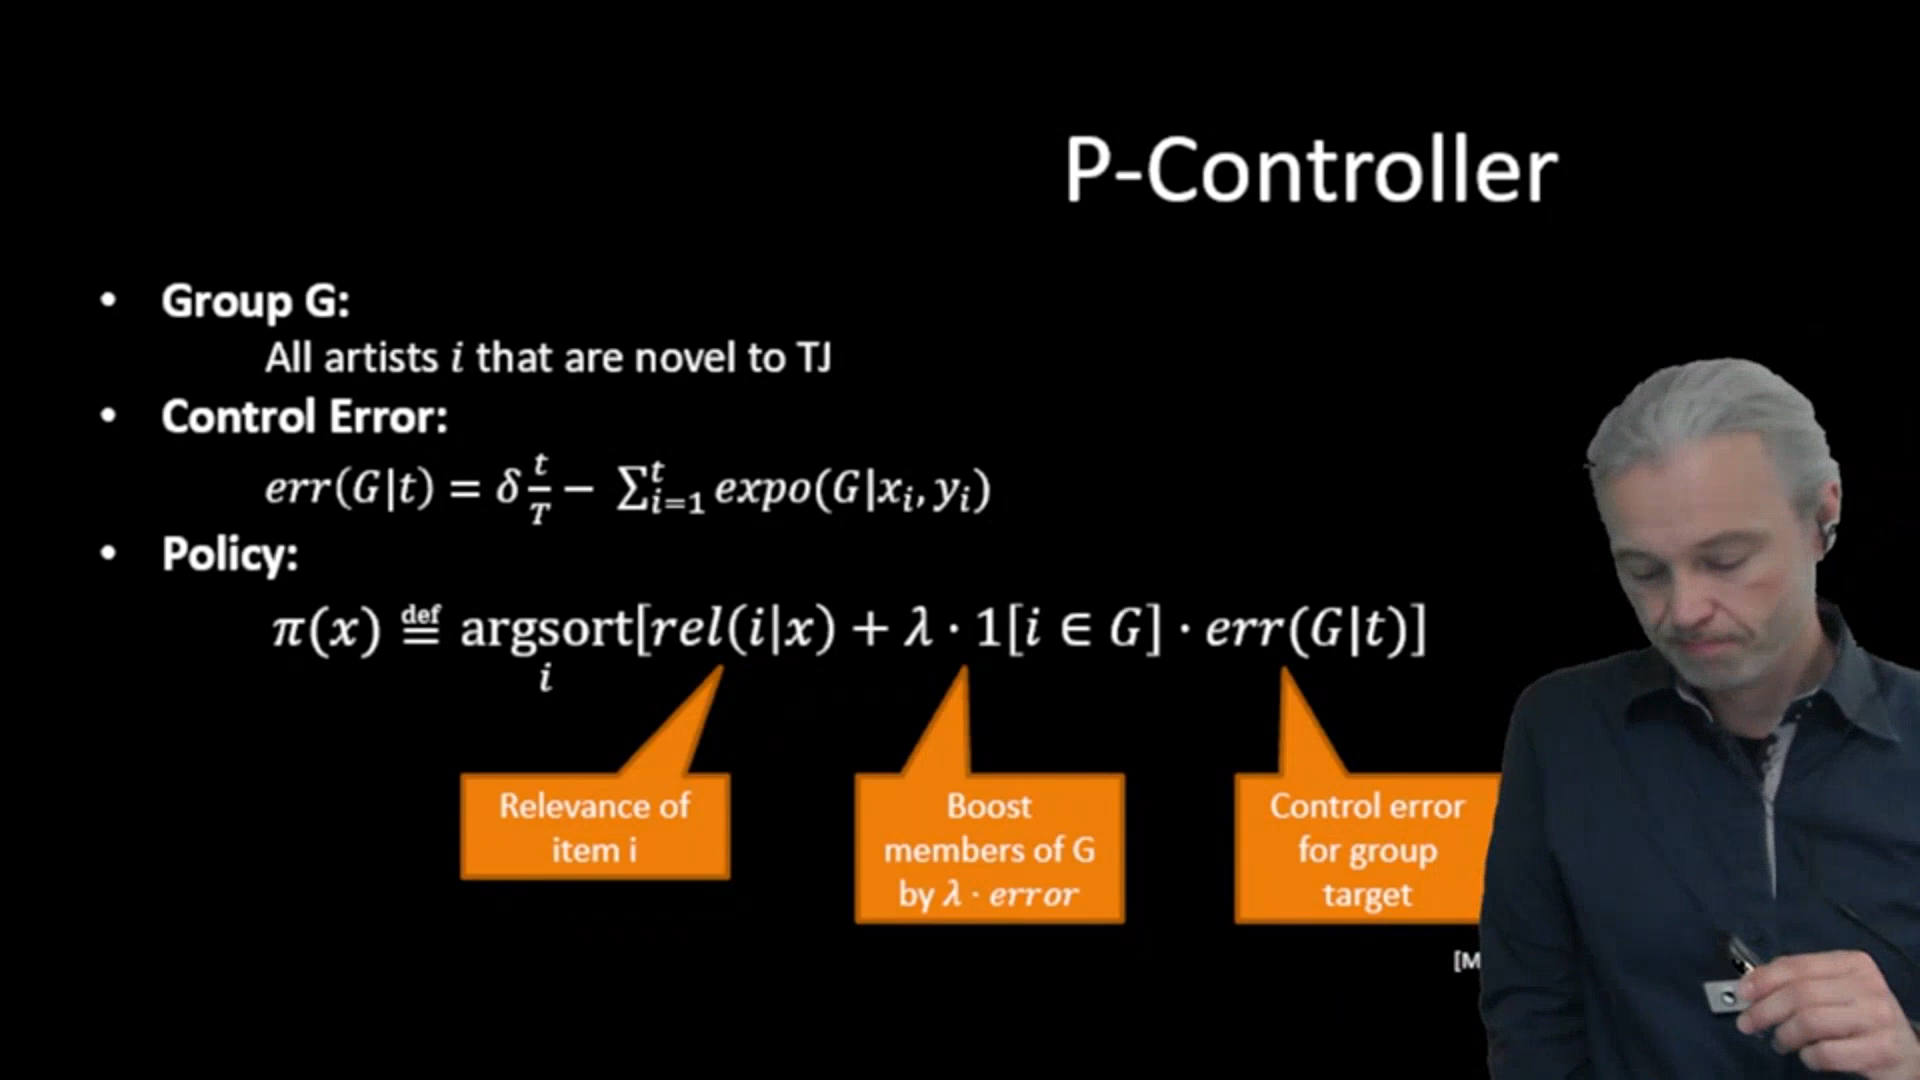 P-Controller
• Group G:
All artists i that are novel to TJ
• Control Error:
err(G|t) = δ t/T − ∑ᵗᵢ₌₁ expo(G|xᵢ, yᵢ)
• Policy:
π(x) ≝ argsort[rel(i|x) + λ · 1[i ∈ G] · err(G|t)]
i
Relevance of
item i
Boost
members of G
by λ · error
Control error
for group
target
[M